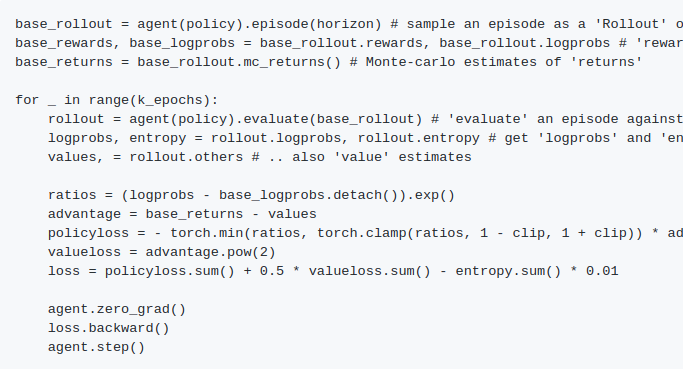 base_rollout = agent(policy).episode(horizon) # sample an episode as a 'Rollout'
base_rewards, base_logprobs = base_rollout.rewards, base_rollout.logprobs #
base_returns = base_rollout.mc_returns() # Monte-carlo estimates of 'returns'
for _ in range(k_epochs):
rollout = agent(policy).evaluate(base_rollout) # 'evaluate' an episode against
logprobs, entropy = rollout.logprobs, rollout.entropy # get 'logprobs' and
values, = rollout.others # .. also 'value' estimates
ratios = (logprobs - base_logprobs.detach()).exp()
advantage = base_returns - values
policyloss = - torch.min(ratios, torch.clamp(ratios, 1 - clip, 1 + clip)) *
valueloss = advantage.pow(2)
loss = policyloss.sum() + 0.5 * valueloss.sum() - entropy.sum() * 0.01
agent.zero_grad()
loss.backward()
agent.step()